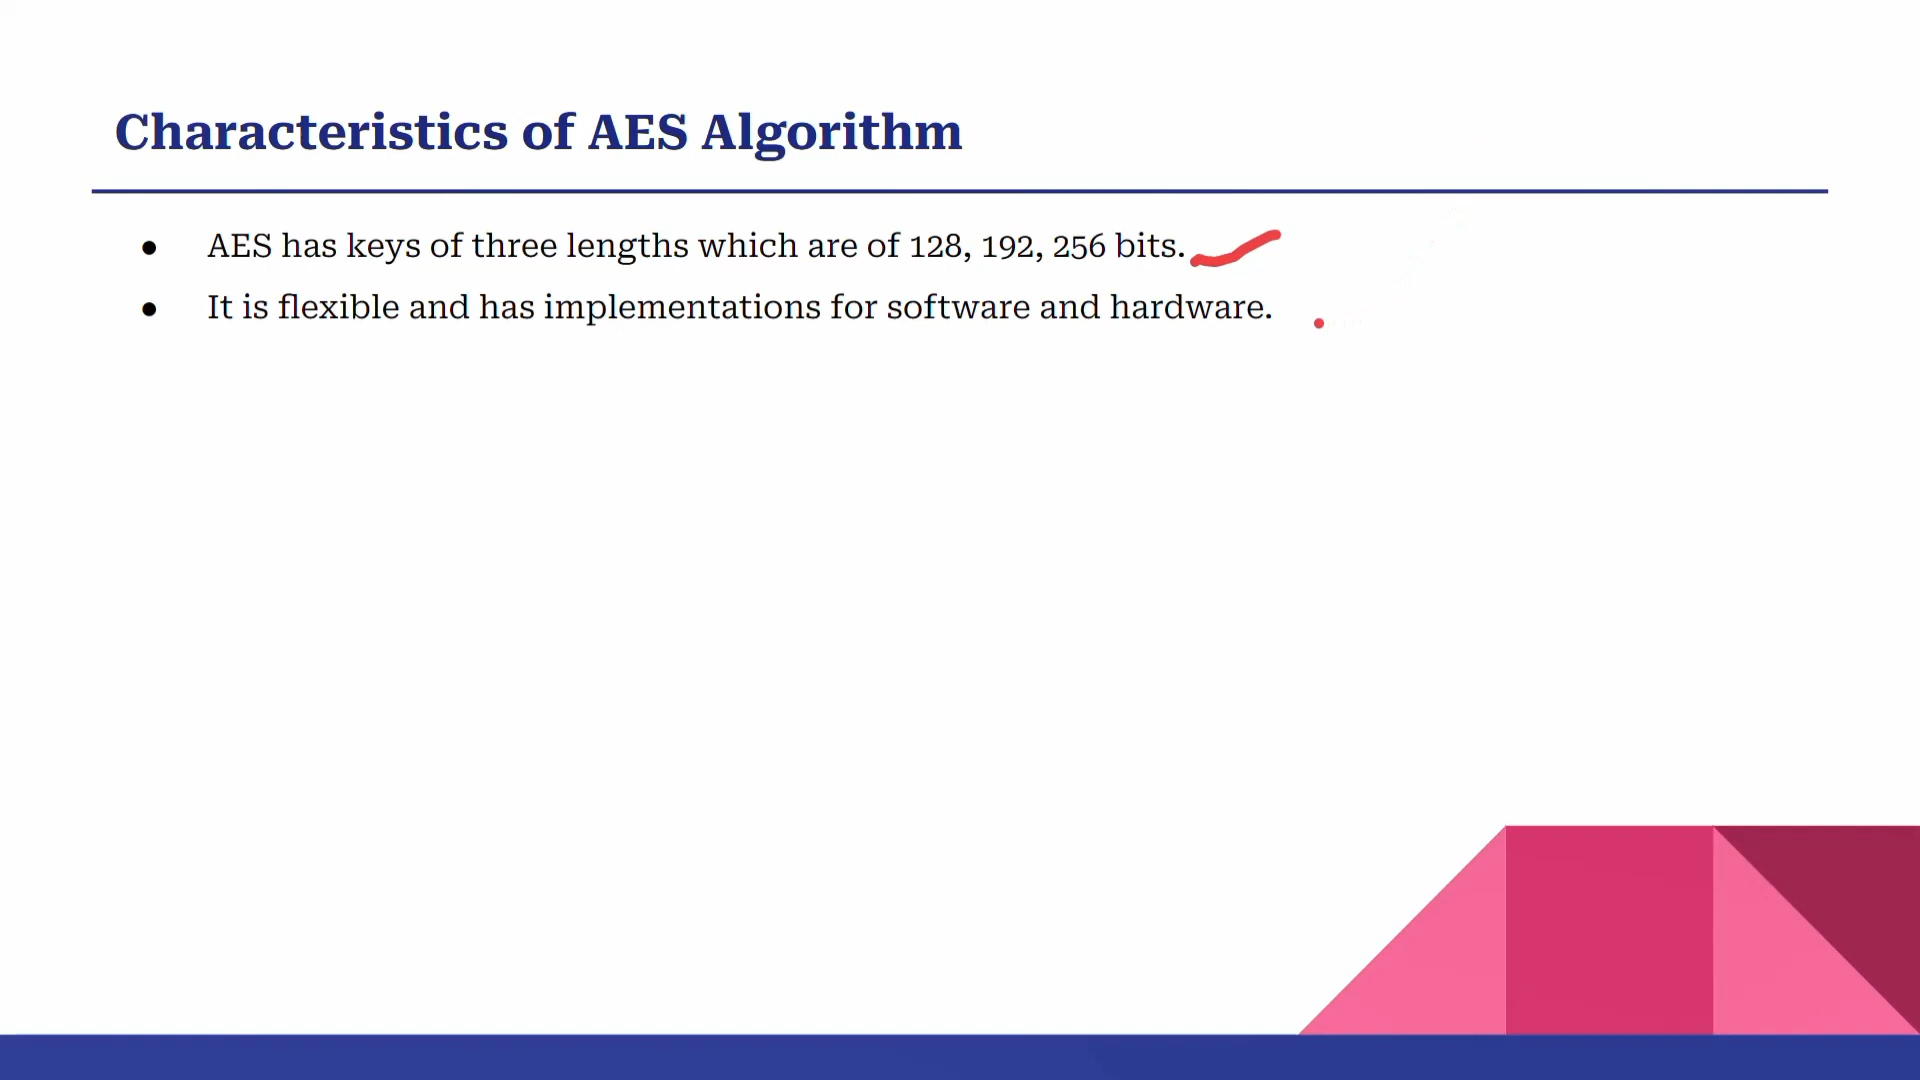 Characteristics of AES Algorithm
● AES has keys of three lengths which are of 128, 192, 256 bits.
● It is flexible and has implementations for software and hardware.